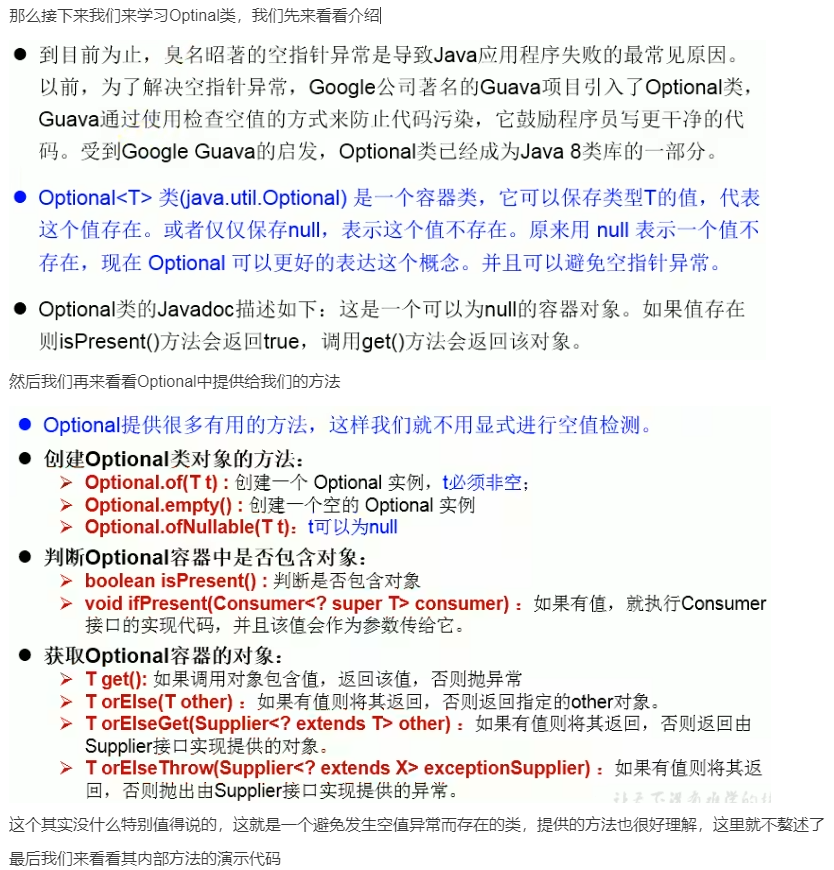 那么接下来我们来学习Optinal类，我们先来看看介绍
● 到目前为止，臭名昭著的空指针异常是导致Java应用程序失败的最常见原因。
以前，为了解决空指针异常，Google公司著名的Guava项目引入了Optional类，
Guava通过使用检查空值的方式来防止代码污染，它鼓励程序员写更干净的代
码。受到Google Guava的启发，Optional类已经成为Java 8类库的一部分。
● Optional<T> 类(java.util.Optional) 是一个容器类，它可以保存类型T的值，代表
这个值存在。或者仅仅保存null，表示这个值不存在。原来用 null 表示一个值不
存在，现在 Optional 可以更好的表达这个概念。并且可以避免空指针异常。
● Optional类的Javadoc描述如下：这是一个可以为null的容器对象。如果值存在
则isPresent()方法会返回true，调用get()方法会返回该对象。
然后我们再来看看Optional中提供给我们的方法
● Optional提供很多有用的方法，这样我们就不用显式进行空值检测。
● 创建Optional类对象的方法：
➢ Optional.of(T t) : 创建一个 Optional 实例，t必须非空；
➢ Optional.empty() : 创建一个空的 Optional 实例
➢ Optional.ofNullable(T t)：t可以为null
● 判断Optional容器中是否包含对象：
➢ boolean isPresent() : 判断是否包含对象
➢ void ifPresent(Consumer<? super T> consumer) ：如果有值，就执行Consumer
接口的实现代码，并且该值会作为参数传给它。
● 获取Optional容器的对象：
➢ T get(): 如果调用对象包含值，返回该值，否则抛异常
➢ T orElse(T other) ：如果有值则将其返回，否则返回指定的other对象。
➢ T orElseGet(Supplier<? extends T> other) ：如果有值则将其返回，否则返回由
Supplier接口实现提供的对象。
➢ T orElseThrow(Supplier<? extends X> exceptionSupplier) ：如果有值则将其返
回，否则抛出由Supplier接口实现提供的异常。
这个其实没什么特别值得说的，这就是一个避免发生空值异常而存在的类，提供的方法也很好理解，这里就不鳌述了
最后我们来看看其内部方法的演示代码